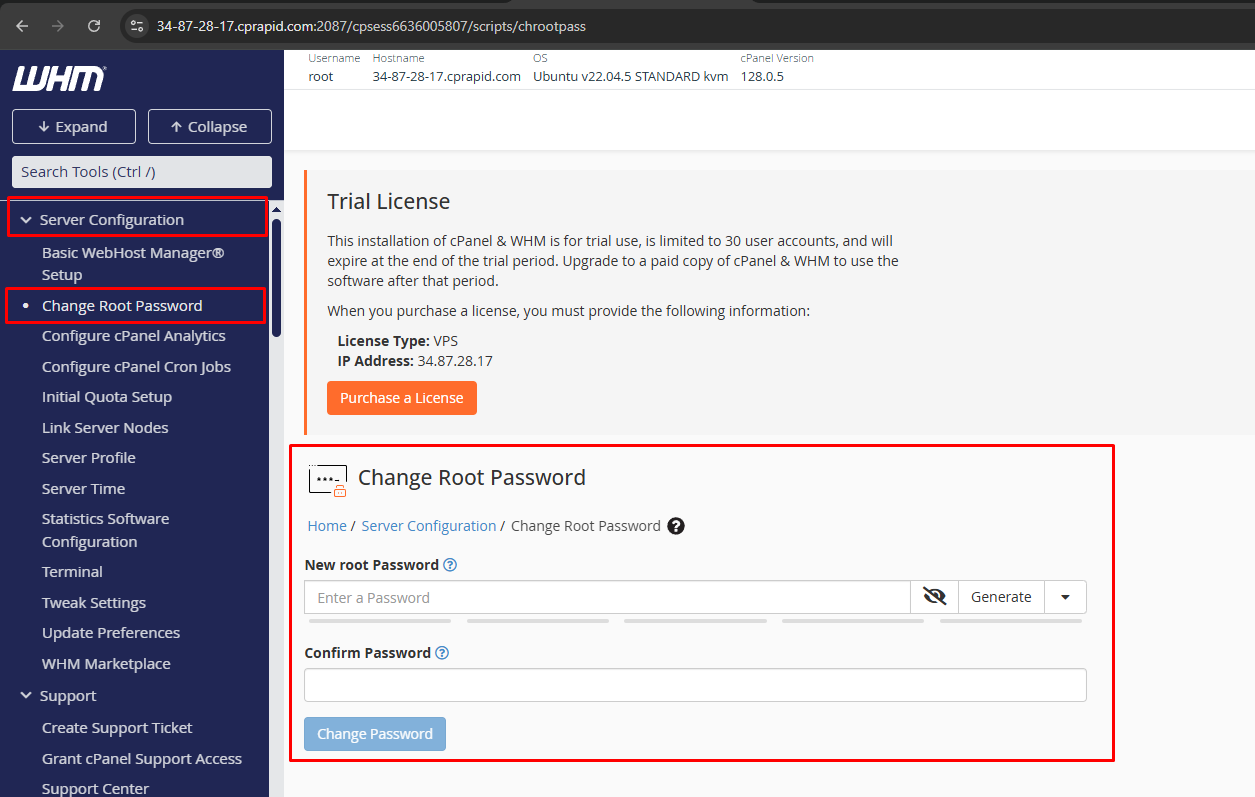 34-87-28-17.cprapid.com:2087/cpsess6636005807/scripts/chrootpass
WHM
Expand
Collapse
Search Tools (Ctrl /)
Server Configuration
Basic WebHost Manager®
Setup
Change Root Password
Configure cPanel Analytics
Configure cPanel Cron Jobs
Initial Quota Setup
Link Server Nodes
Server Profile
Server Time
Statistics Software
Configuration
Terminal
Tweak Settings
Update Preferences
WHM Marketplace
Support
Create Support Ticket
Grant cPanel Support Access
Support Center
Username Hostname OS cPanel Version
root 34-87-28-17.cprapid.com Ubuntu v22.04.5 STANDARD kvm 128.0.5
Trial License
This installation of cPanel & WHM is for trial use, is limited to 30 user accounts, and will
expire at the end of the trial period. Upgrade to a paid copy of cPanel & WHM to use the
software after that period.
When you purchase a license, you must provide the following information:
License Type: VPS
IP Address: 34.87.28.17
Purchase a License
Change Root Password
Home / Server Configuration / Change Root Password
New root Password
Enter a Password
Generate
Confirm Password
Change Password